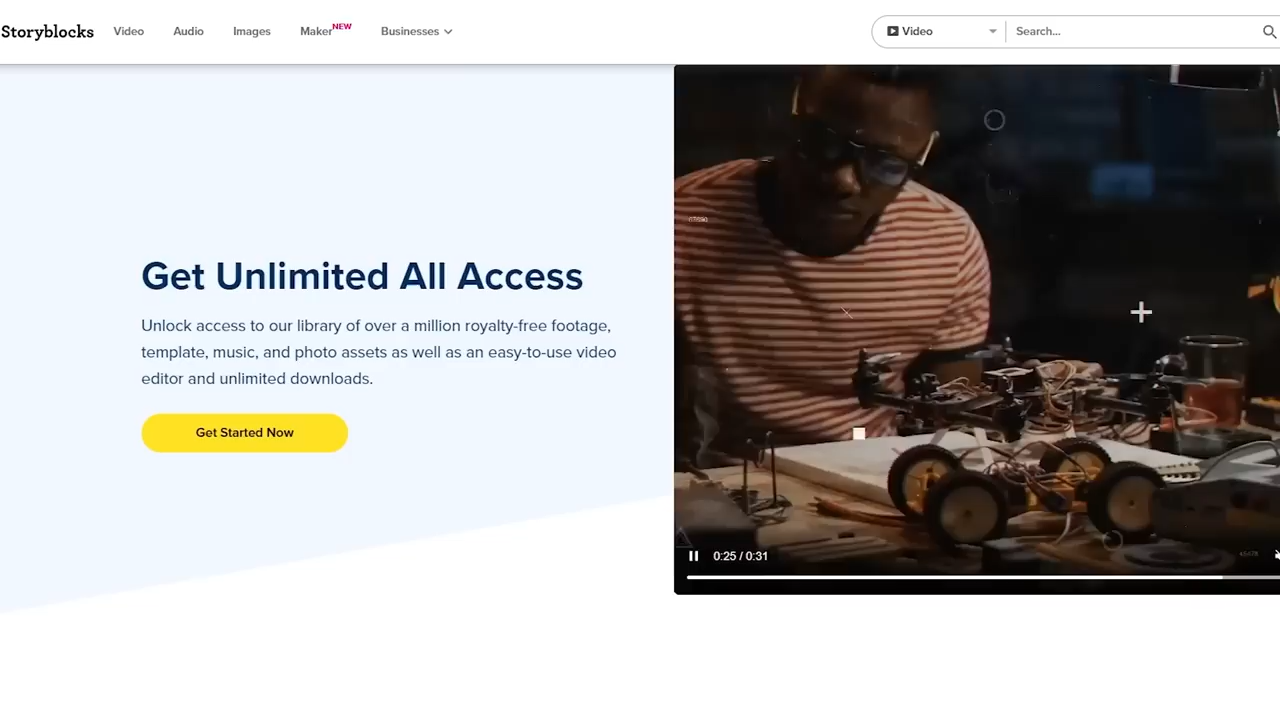 Storyblocks Video Audio Images Maker NEW Businesses Video Search...
Get Unlimited All Access
Unlock access to our library of over a million royalty-free footage,
template, music, and photo assets as well as an easy-to-use video
editor and unlimited downloads.
Get Started Now
0:25 / 0:31